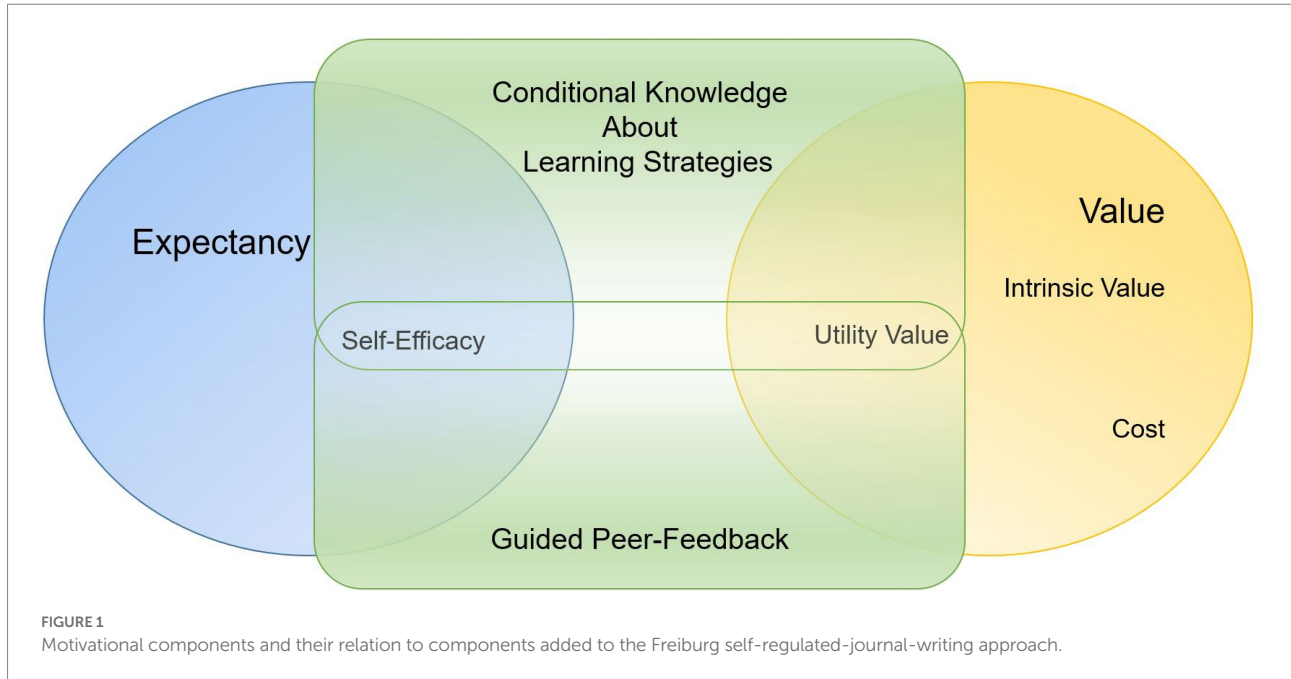 Conditional Knowledge
About
Learning Strategies
Expectancy
Value
Intrinsic Value
Self-Efficacy
Utility Value
Cost
Guided Peer-Feedback
FIGURE 1
Motivational components and their relation to components added to the Freiburg self-regulated-journal-writing approach.